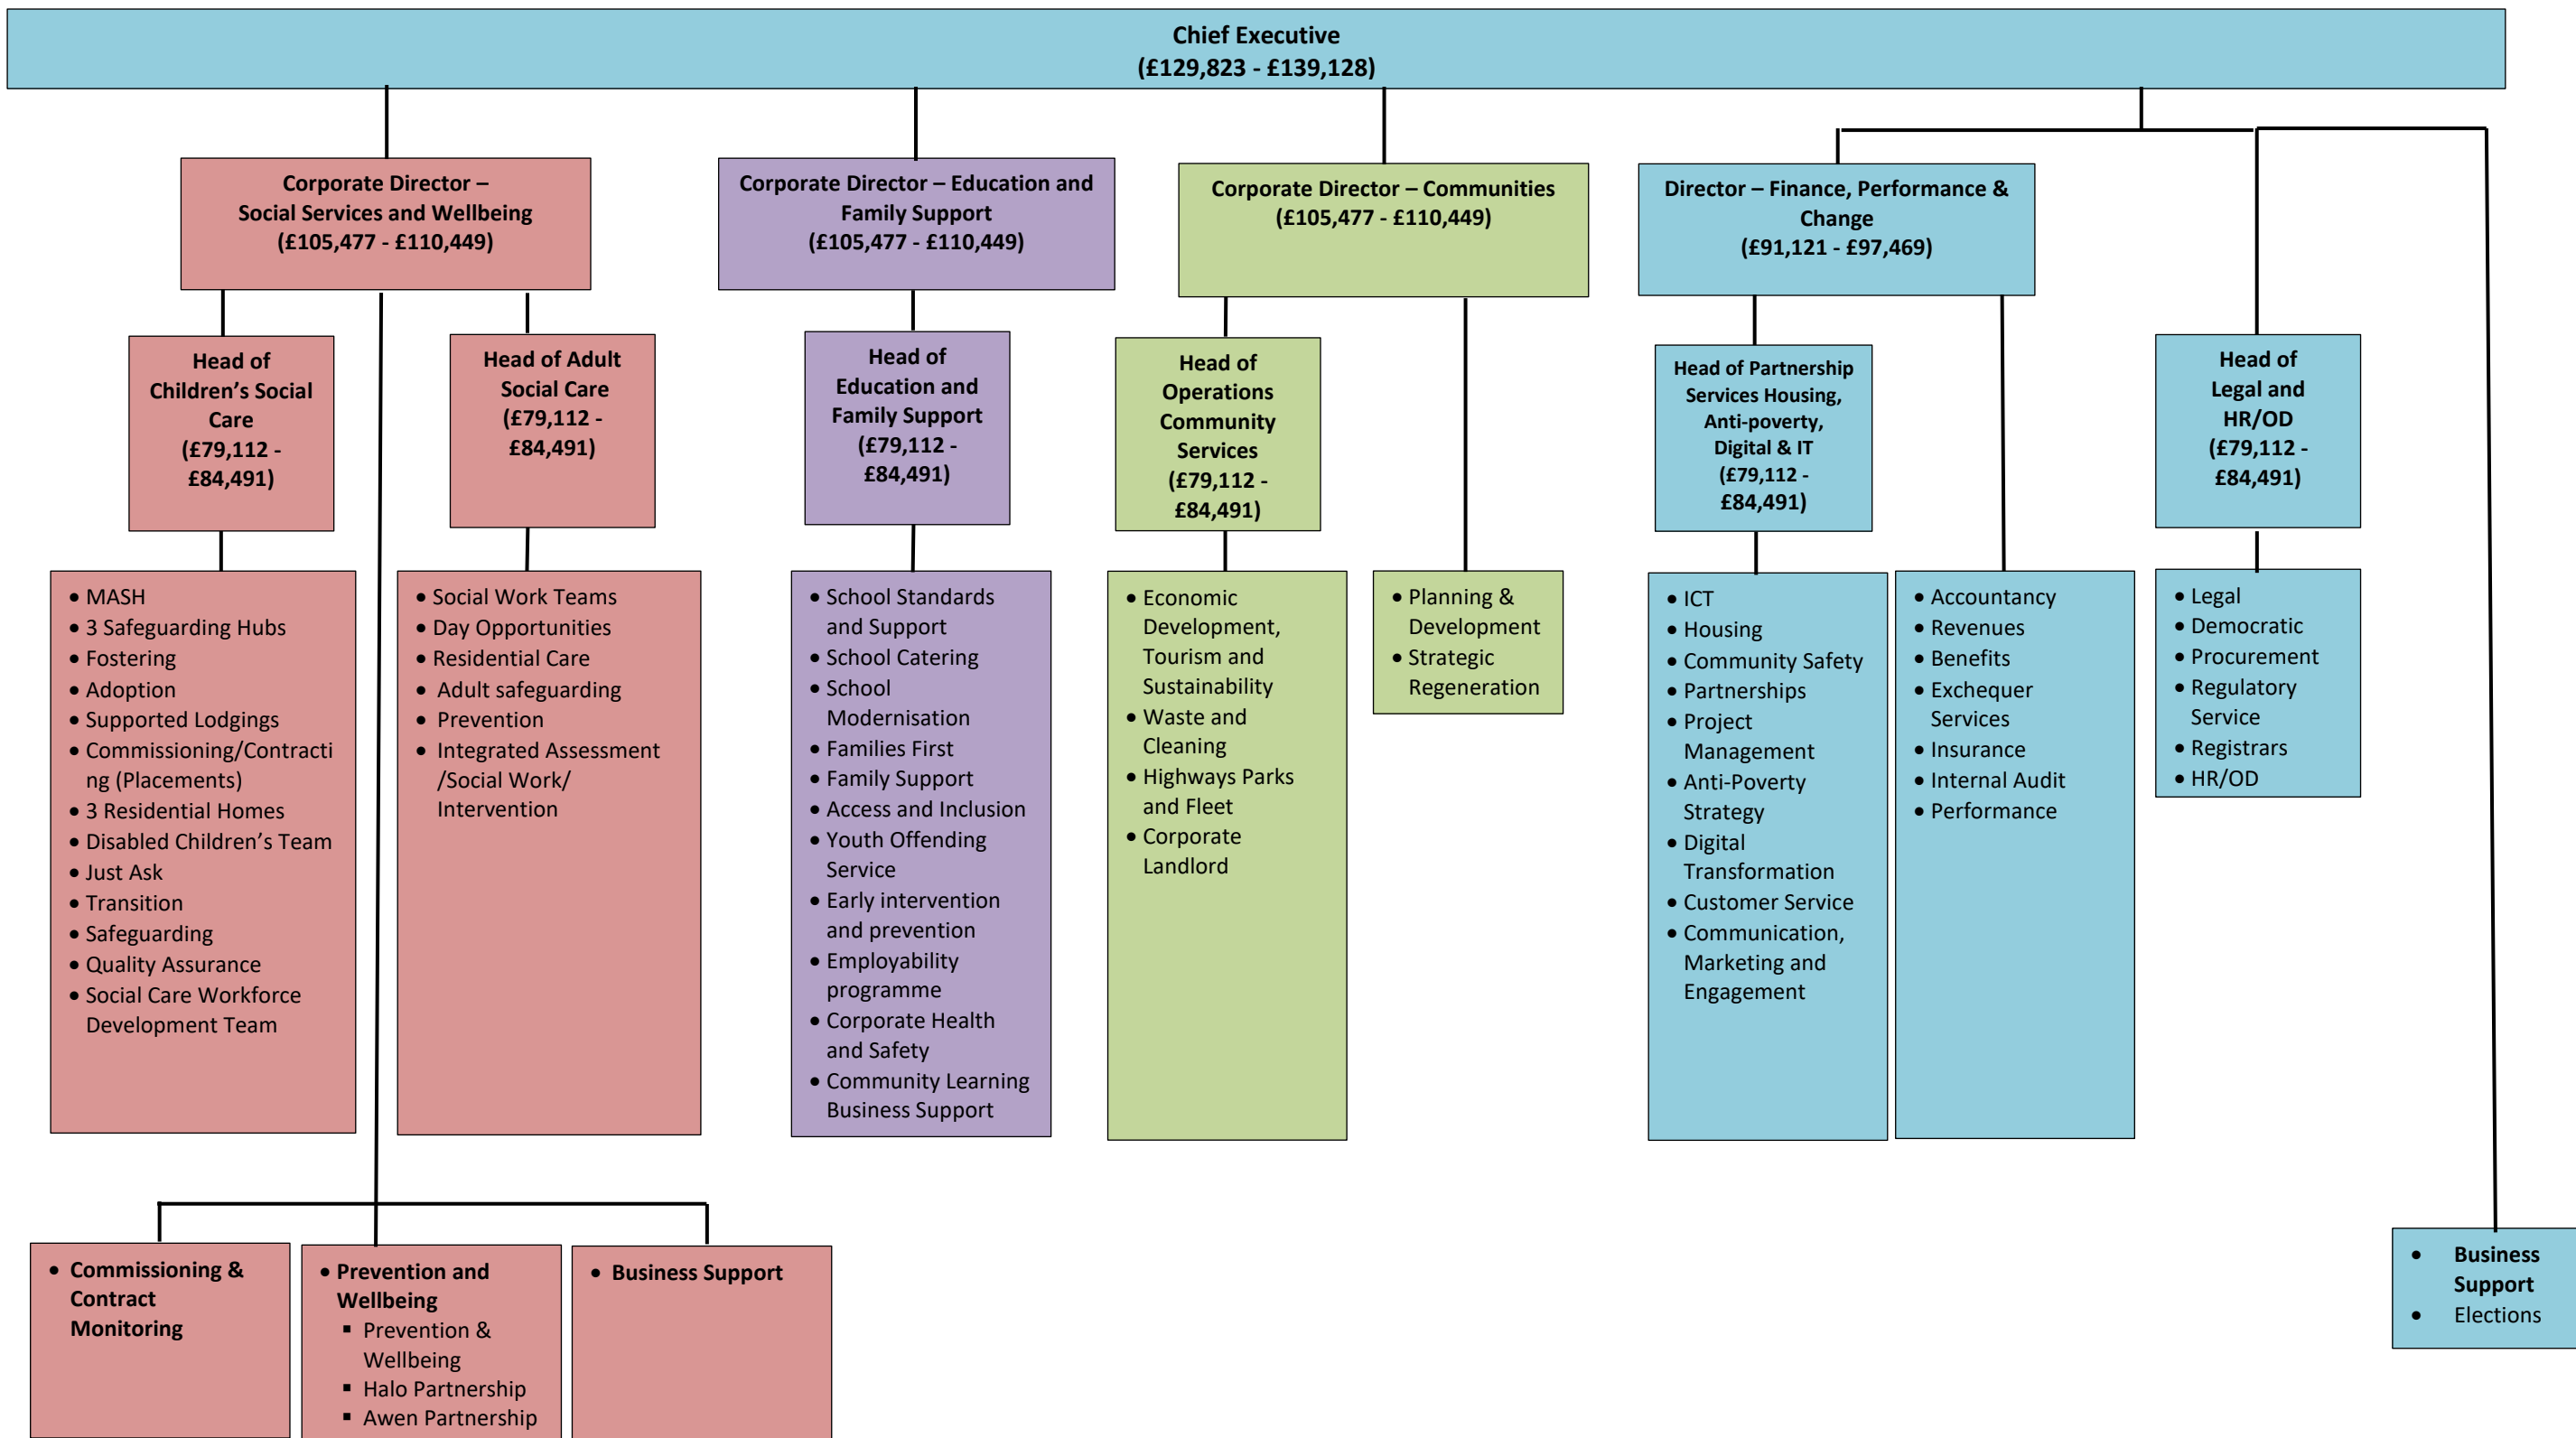 Chief Executive
(£129,823 - £139,128)
Corporate Director –
Social Services and Wellbeing
(£105,477 - £110,449)
Corporate Director – Education and
Family Support
(£105,477 - £110,449)
Corporate Director – Communities
(£105,477 - £110,449)
Director – Finance, Performance &
Change
(£91,121 - £97,469)
Head of
Children’s Social
Care
(£79,112 -
£84,491)
Head of Adult
Social Care
(£79,112 -
£84,491)
Head of
Education and
Family Support
(£79,112 -
£84,491)
Head of
Operations
Community
Services
(£79,112 -
£84,491)
Head of Partnership
Services Housing,
Anti-poverty,
Digital & IT
(£79,112 -
£84,491)
Head of
Legal and
HR/OD
(£79,112 -
£84,491)
• MASH
• 3 Safeguarding Hubs
• Fostering
• Adoption
• Supported Lodgings
• Commissioning/Contracti
ng (Placements)
• 3 Residential Homes
• Disabled Children’s Team
• Just Ask
• Transition
• Safeguarding
• Quality Assurance
• Social Care Workforce
Development Team
• Social Work Teams
• Day Opportunities
• Residential Care
• Adult safeguarding
• Prevention
• Integrated Assessment
/Social Work/
Intervention
• School Standards
and Support
• School Catering
• School
Modernisation
• Families First
• Family Support
• Access and Inclusion
• Youth Offending
Service
• Early intervention
and prevention
• Employability
programme
• Corporate Health
and Safety
• Community Learning
Business Support
• Economic
Development,
Tourism and
Sustainability
• Waste and
Cleaning
• Highways Parks
and Fleet
• Corporate
Landlord
• Planning &
Development
• Strategic
Regeneration
• ICT
• Housing
• Community Safety
• Partnerships
• Project
Management
• Anti-Poverty
Strategy
• Digital
Transformation
• Customer Service
• Communication,
Marketing and
Engagement
• Accountancy
• Revenues
• Benefits
• Exchequer
Services
• Insurance
• Internal Audit
• Performance
• Legal
• Democratic
• Procurement
• Regulatory
Service
• Registrars
• HR/OD
• Commissioning &
Contract
Monitoring
• Prevention and
Wellbeing
▪ Prevention &
Wellbeing
▪ Halo Partnership
▪ Awen Partnership
• Business Support
• Business
Support
• Elections